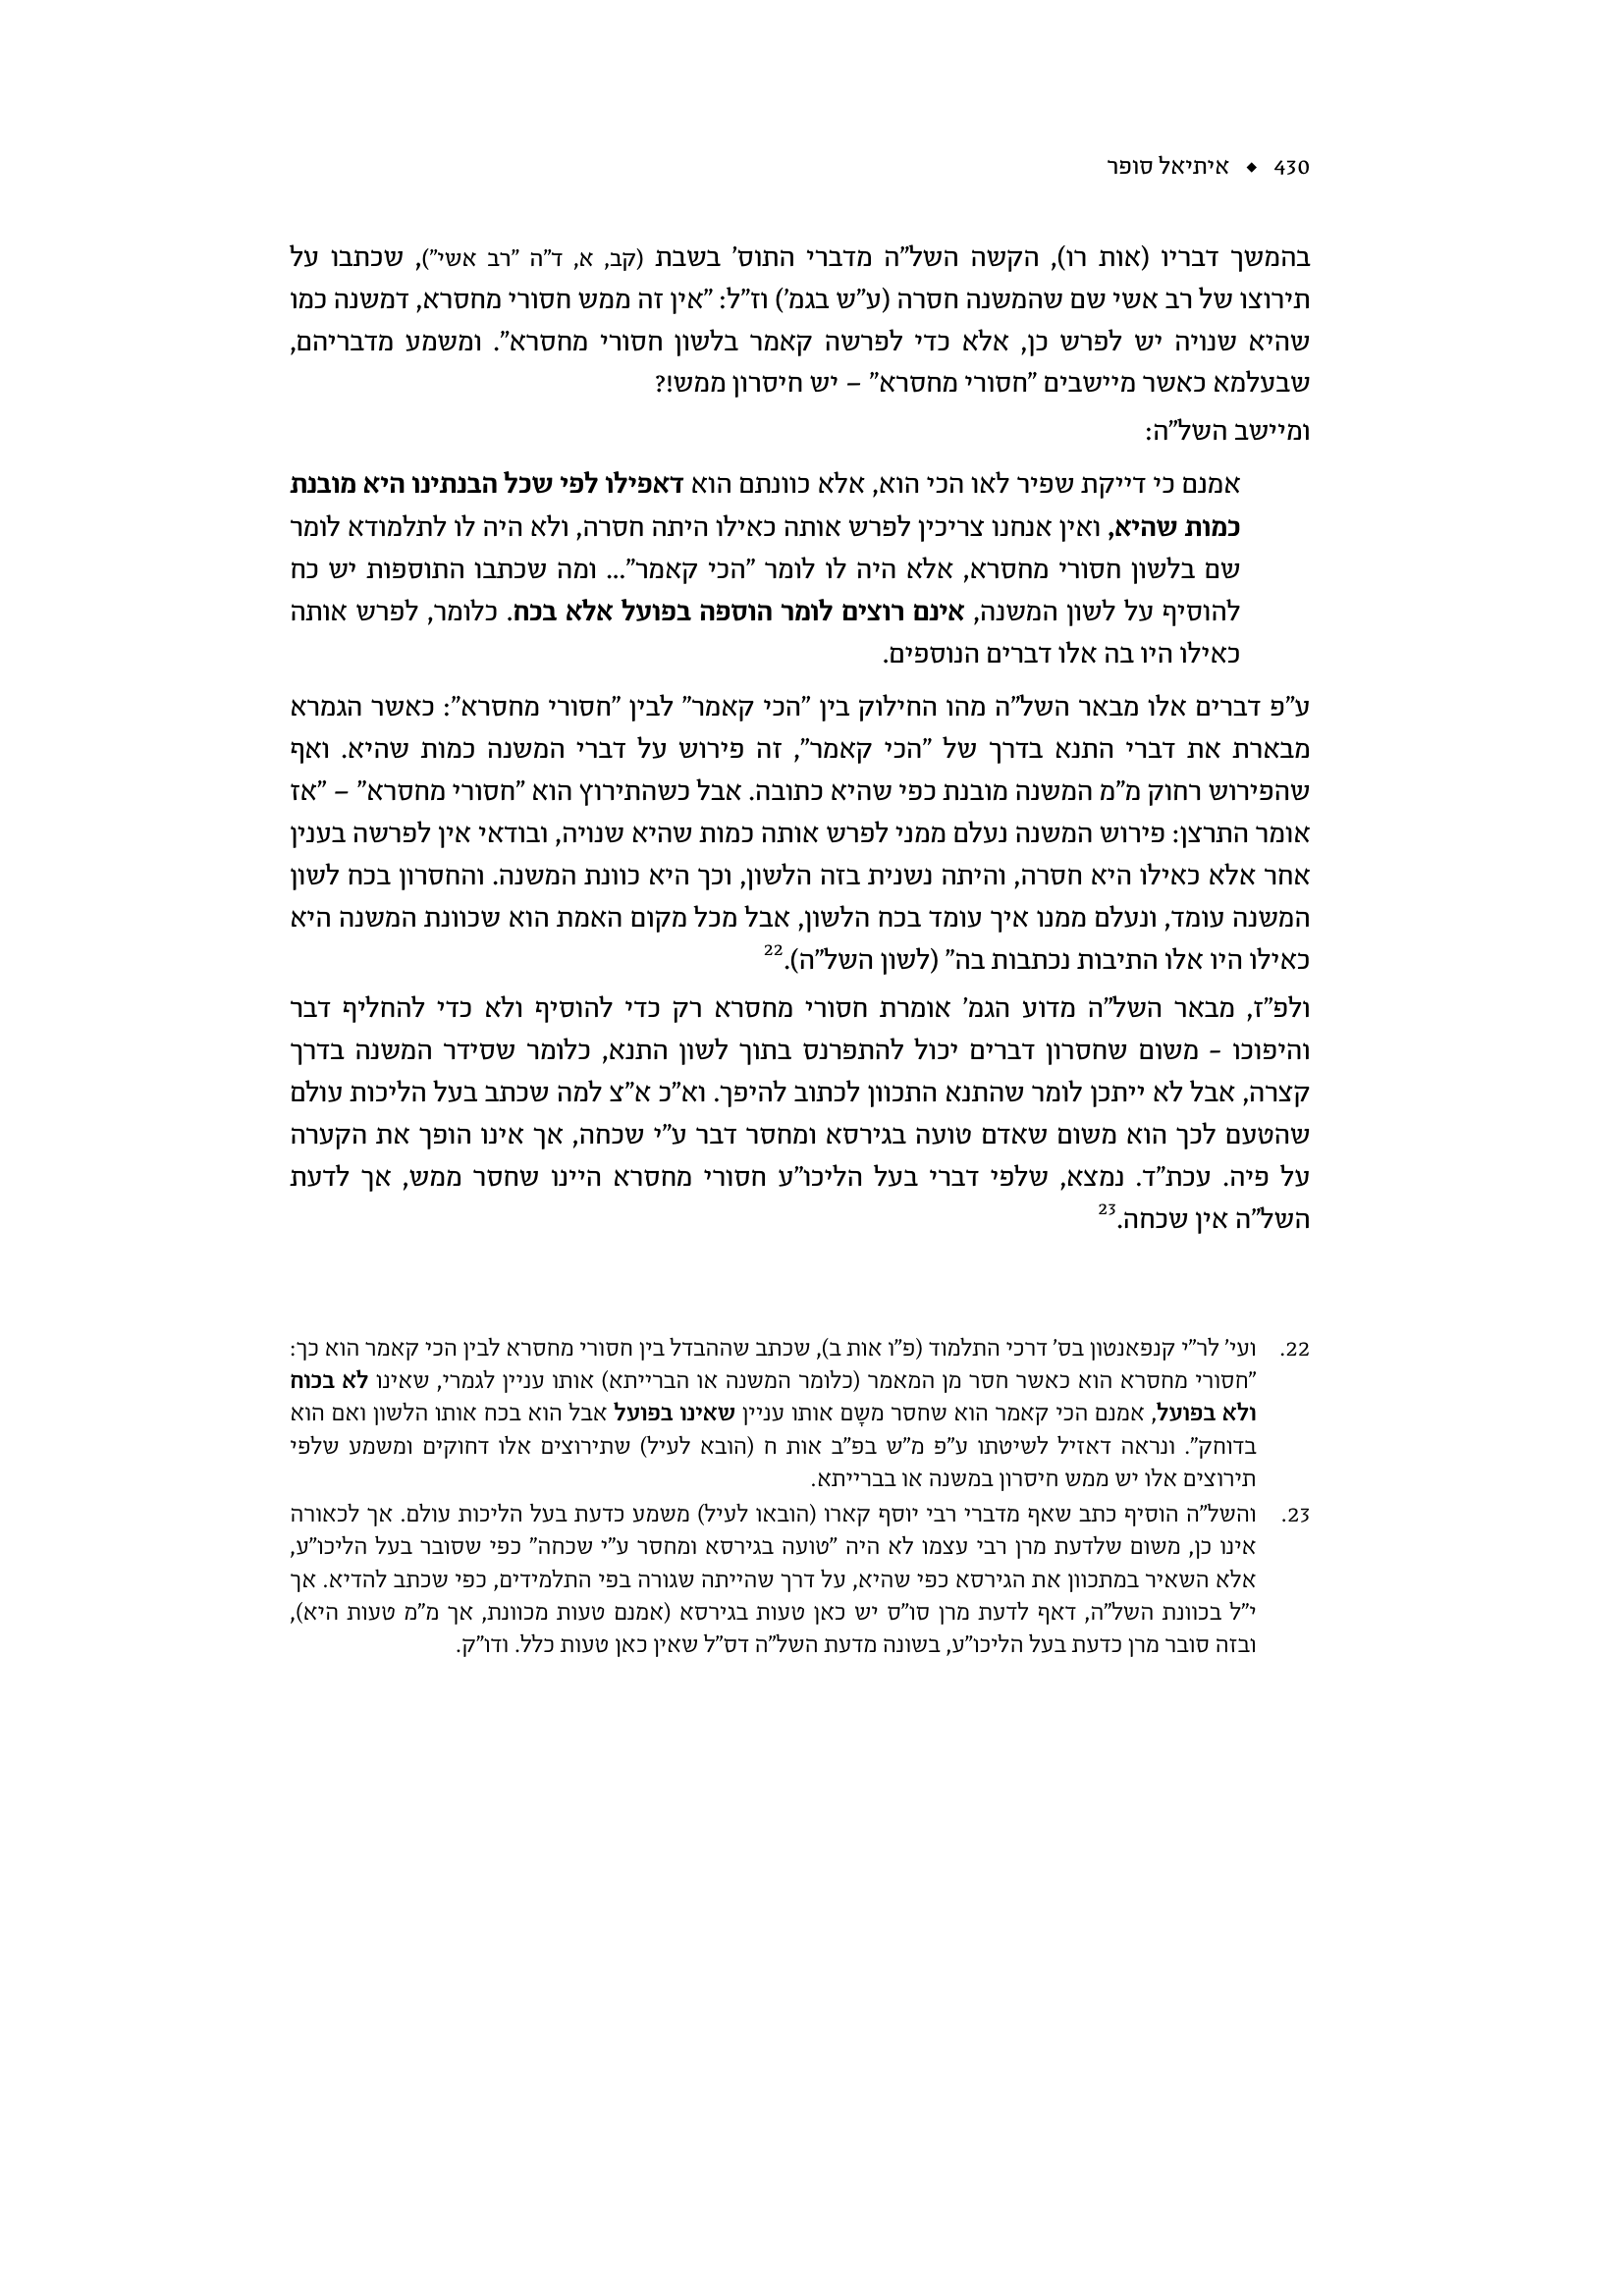 430 ◆ איתיאל סופר
בהמשך דבריו (אות רו), הקשה השל"ה מדברי התוס' בשבת (קב, א, ד"ה "רב אשי"), שכתבו על
תירוצו של רב אשי שם שהמשנה חסרה (ע"ש בגמ') וז"ל: "אין זה ממש חסורי מחסרא, דמשנה כמו
שהיא שנויה יש לפרש כן, אלא כדי לפרשה קאמר בלשון חסורי מחסרא". ומשמע מדבריהם,
שבעלמא כאשר מיישבים "חסורי מחסרא" – יש חיסרון ממש!?
ומיישב השל"ה:
אמנם כי דייקת שפיר לאו הכי הוא, אלא כוונתם הוא דאפילו לפי שכל הבנתינו היא מובנת
כמות שהיא, ואין אנחנו צריכין לפרש אותה כאילו היתה חסרה, ולא היה לו לתלמודא לומר
שם בלשון חסורי מחסרא, אלא היה לו לומר "הכי קאמר"... ומה שכתבו התוספות יש כח
להוסיף על לשון המשנה, אינם רוצים לומר הוספה בפועל אלא בכח. כלומר, לפרש אותה
כאילו היו בה אלו דברים הנוספים.
ע"פ דברים אלו מבאר השל"ה מהו החילוק בין "הכי קאמר" לבין "חסורי מחסרא": כאשר הגמרא
מבארת את דברי התנא בדרך של "הכי קאמר", זה פירוש על דברי המשנה כמות שהיא. ואף
שהפירוש רחוק מ"מ המשנה מובנת כפי שהיא כתובה. אבל כשהתירוץ הוא "חסורי מחסרא" – "אז
אומר התרצן: פירוש המשנה נעלם ממני לפרש אותה כמות שהיא שנויה, ובודאי אין לפרשה בענין
אחר אלא כאילו היא חסרה, והיתה נשנית בזה הלשון, וכך היא כוונת המשנה. והחסרון בכח לשון
המשנה עומד, ונעלם ממנו איך עומד בכח הלשון, אבל מכל מקום האמת הוא שכוונת המשנה היא
כאילו היו אלו התיבות נכתבות בה" (לשון השל"ה).22
ולפ"ז, מבאר השל"ה מדוע הגמ' אומרת חסורי מחסרא רק כדי להוסיף ולא כדי להחליף דבר
והיפוכו - משום שחסרון דברים יכול להתפרנס בתוך לשון התנא, כלומר שסידר המשנה בדרך
קצרה, אבל לא ייתכן לומר שהתנא התכוון לכתוב להיפך. וא"כ א"צ למה שכתב בעל הליכות עולם
שהטעם לכך הוא משום שאדם טועה בגירסא ומחסר דבר ע"י שכחה, אך אינו הופך את הקערה
על פיה. עכת"ד. נמצא, שלפי דברי בעל הליכו"ע חסורי מחסרא היינו שחסר ממש, אך לדעת
השל"ה אין שכחה.23
22. ועי' לר"י קנפאנטון בס' דרכי התלמוד (פ"ו אות ב), שכתב שההבדל בין חסורי מחסרא לבין הכי קאמר הוא כך:
"חסורי מחסרא הוא כאשר חסר מן המאמר (כלומר המשנה או הברייתא) אותו עניין לגמרי, שאינו לא בכוח
ולא בפועל, אמנם הכי קאמר הוא שחסר משָם אותו עניין שאינו בפועל אבל הוא בכח אותו הלשון ואם הוא
בדוחק". ונראה דאזיל לשיטתו ע"פ מ"ש בפ"ב אות ח (הובא לעיל) שתירוצים אלו דחוקים ומשמע שלפי
תירוצים אלו יש ממש חיסרון במשנה או בברייתא.
23. והשל"ה הוסיף כתב שאף מדברי רבי יוסף קארו (הובאו לעיל) משמע כדעת בעל הליכות עולם. אך לכאורה
אינו כן, משום שלדעת מרן רבי עצמו לא היה "טועה בגירסא ומחסר ע"י שכחה" כפי שסובר בעל הליכו"ע,
אלא השאיר במתכוון את הגירסא כפי שהיא, על דרך שהייתה שגורה בפי התלמידים, כפי שכתב להדיא. אך
י"ל בכוונת השל"ה, דאף לדעת מרן סו"ס יש כאן טעות בגירסא (אמנם טעות מכוונת, אך מ"מ טעות היא),
ובזה סובר מרן כדעת בעל הליכו"ע, בשונה מדעת השל"ה דס"ל שאין כאן טעות כלל. ודו"ק.